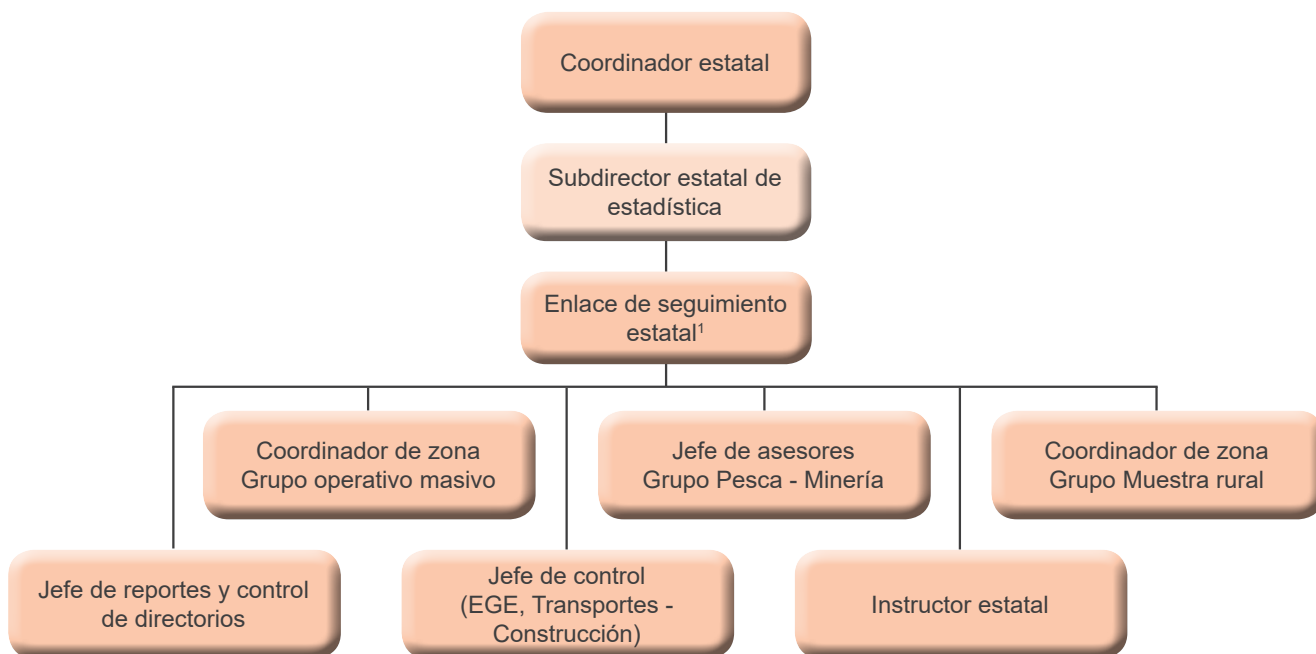 Coordinador estatal
Subdirector estatal de
estadística
Enlace de seguimiento
estatal¹
Coordinador de zona
Grupo operativo masivo
Jefe de asesores
Grupo Pesca - Minería
Coordinador de zona
Grupo Muestra rural
Jefe de reportes y control
de directorios
Jefe de control
(EGE, Transportes -
Construcción)
Instructor estatal